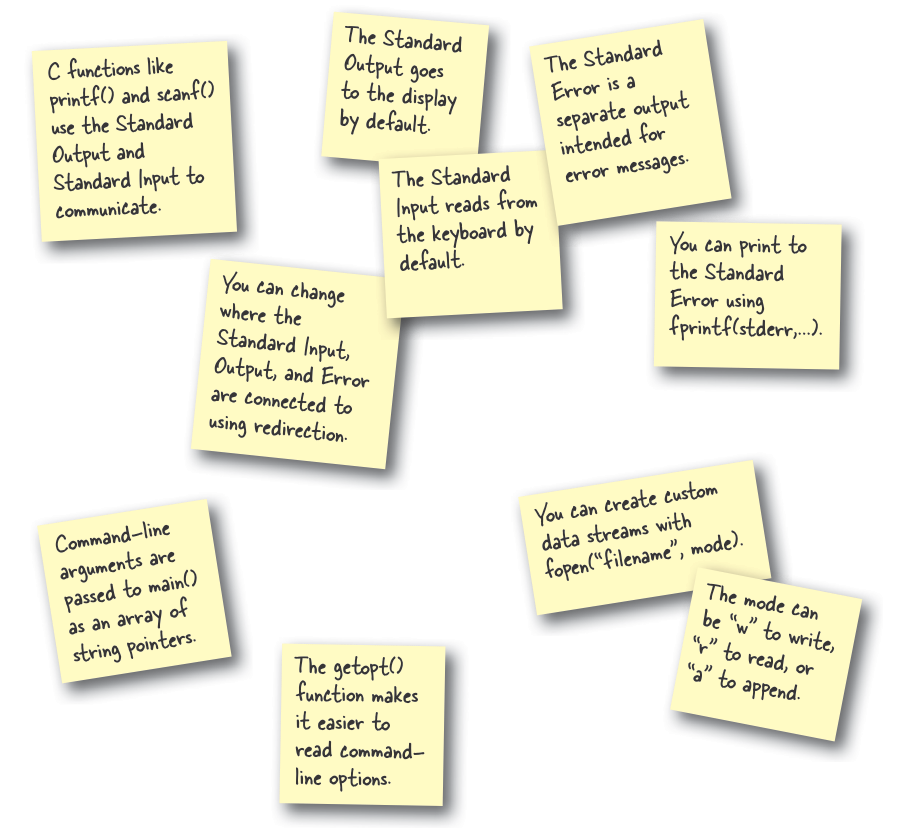 C functions like
printf() and scanf()
use the Standard
Output and
Standard Input to
communicate.
The Standard
Output goes
to the display
by default.
The Standard
Error is a
separate output
intended for
error messages.
The Standard
Input reads from
the keyboard by
default.
You can print to
the Standard
Error using
fprintf(stderr,...).
You can change
where the
Standard Input,
Output, and Error
are connected to
using redirection.
You can create custom
data streams with
fopen(“filename”, mode).
The mode can
be “w” to write,
“r” to read, or
“a” to append.
Command-line
arguments are
passed to main()
as an array of
string pointers.
The getopt()
function makes
it easier to
read command-
line options.